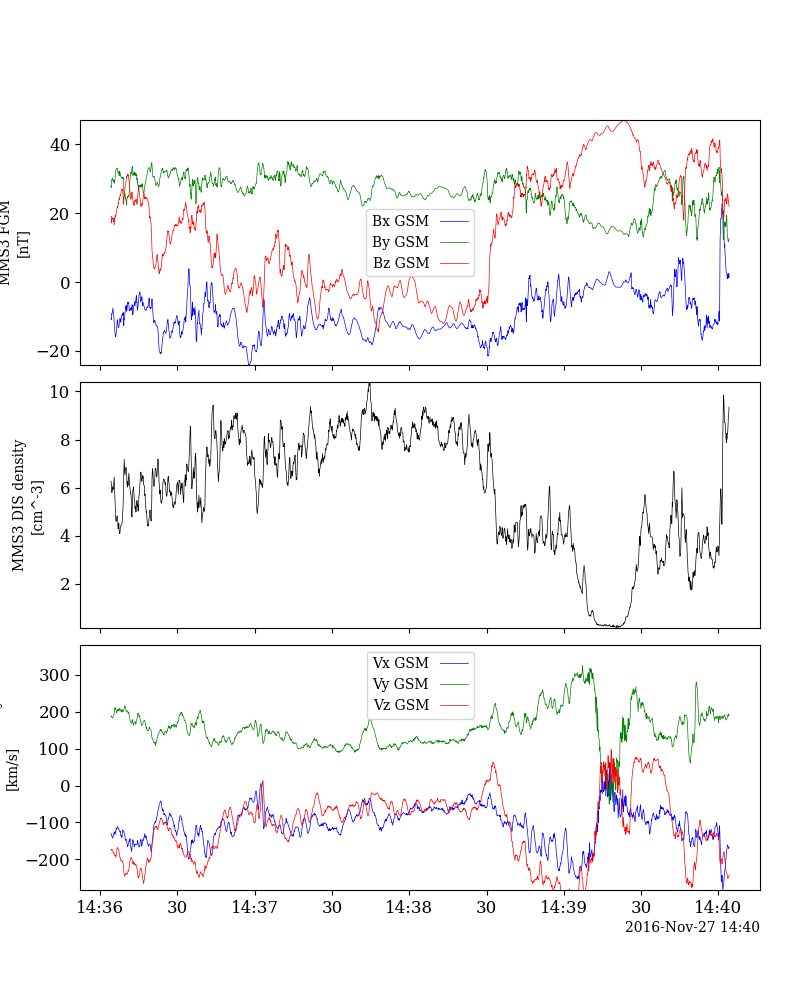 MMS3 FGM
[nT]
40
20
0
−20
Bx GSM
By GSM
Bz GSM
MMS3 DIS density
[cm^-3]
10
8
6
4
2
[km/s]
300
200
100
0
−100
−200
Vx GSM
Vy GSM
Vz GSM
14:36
30
14:37
30
14:38
30
14:39
30
14:40
2016-Nov-27 14:40